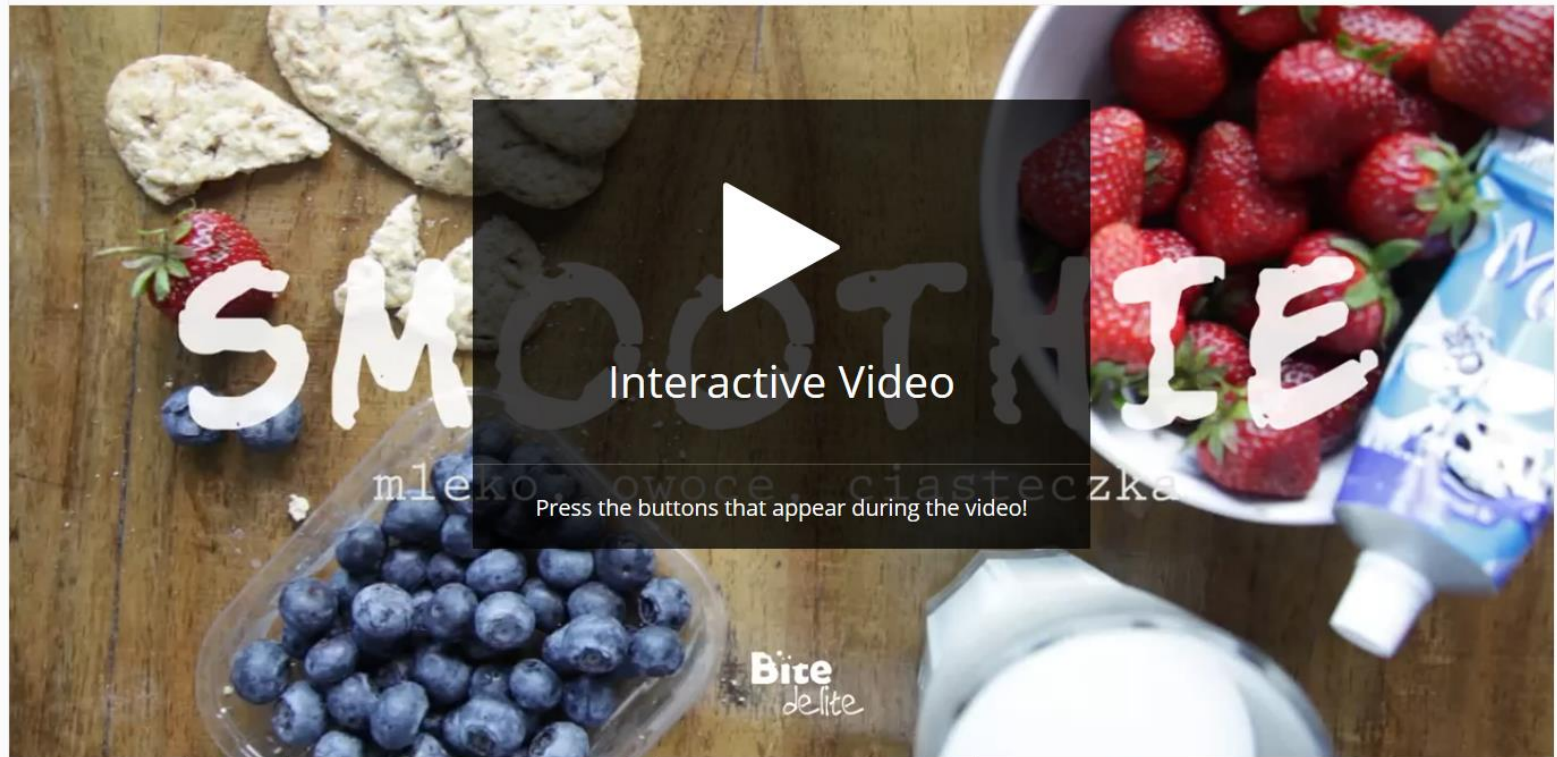 SMOOTHIE
Interactive Video
mleko, owoce, ciasteczka
Press the buttons that appear during the video!
Bite
delite